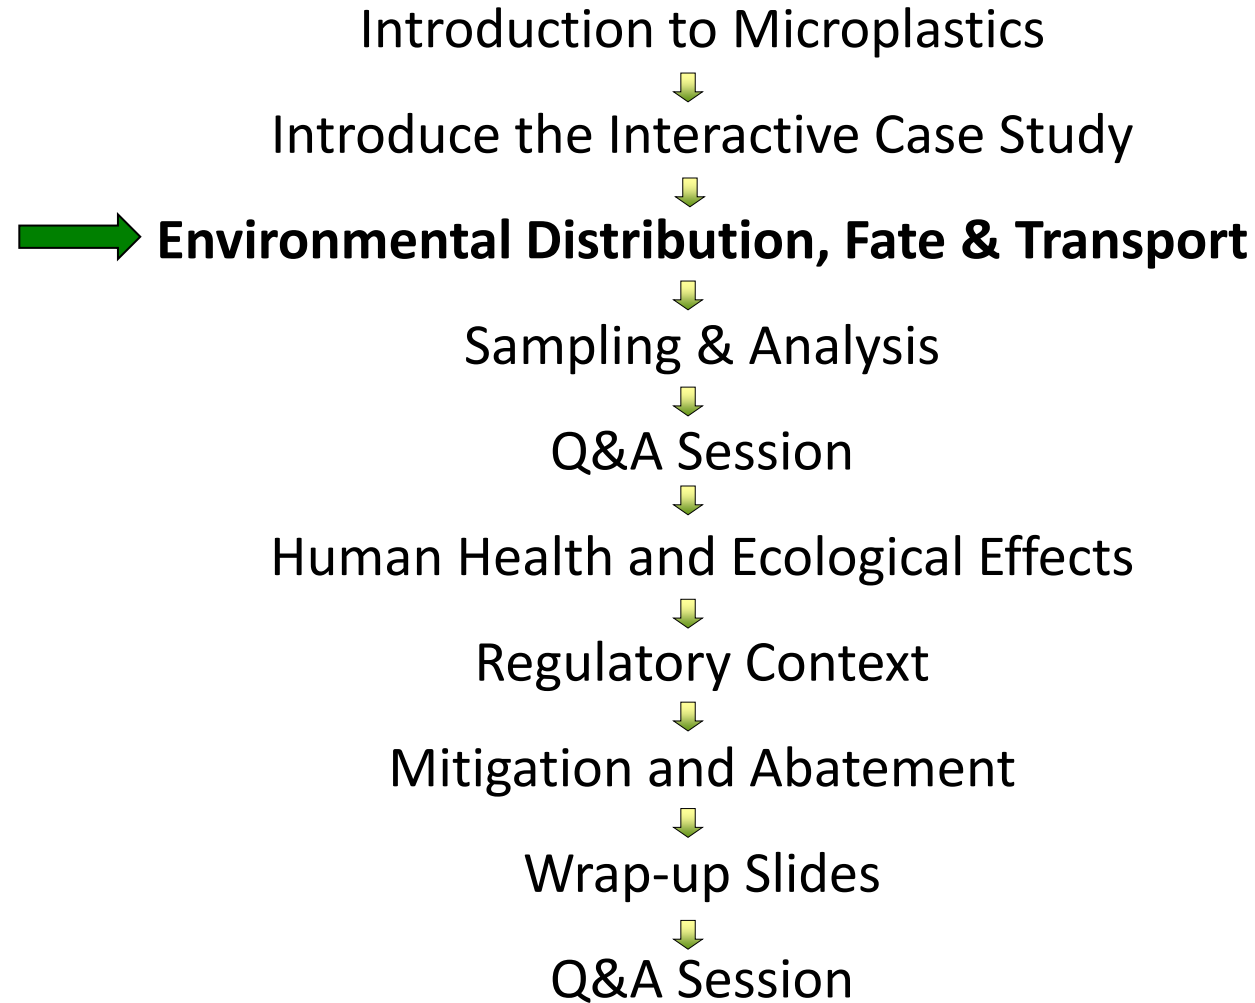 Introduction to Microplastics
Introduce the Interactive Case Study
Environmental Distribution, Fate & Transport
Sampling & Analysis
Q&A Session
Human Health and Ecological Effects
Regulatory Context
Mitigation and Abatement
Wrap-up Slides
Q&A Session